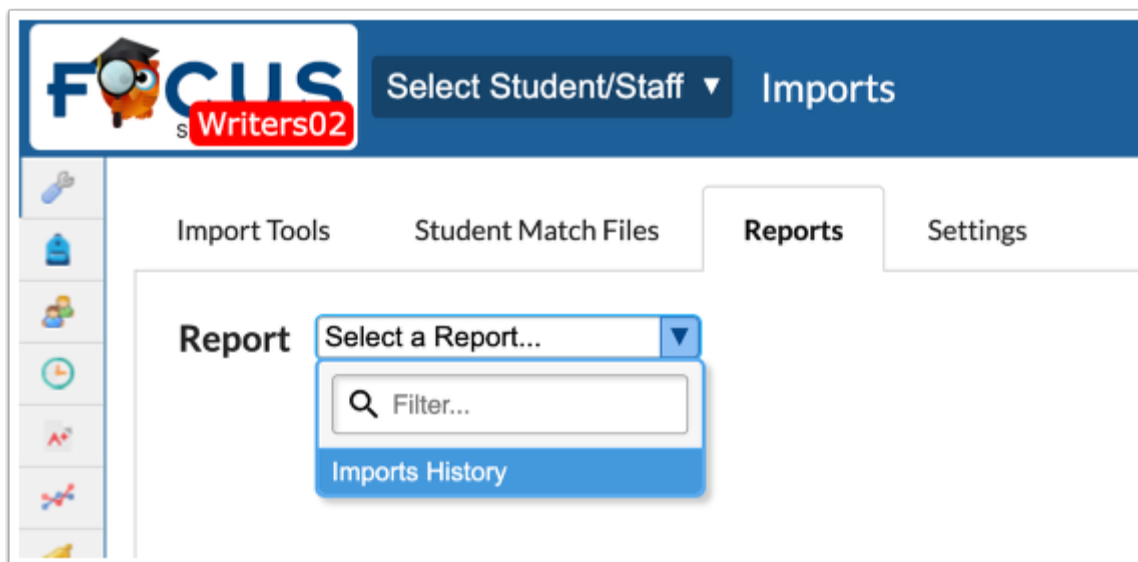 FOCUS
Writers02
Select Student/Staff ▼ Imports
Import Tools Student Match Files Reports Settings
Report Select a Report... ▼
Filter...
Imports History
A+